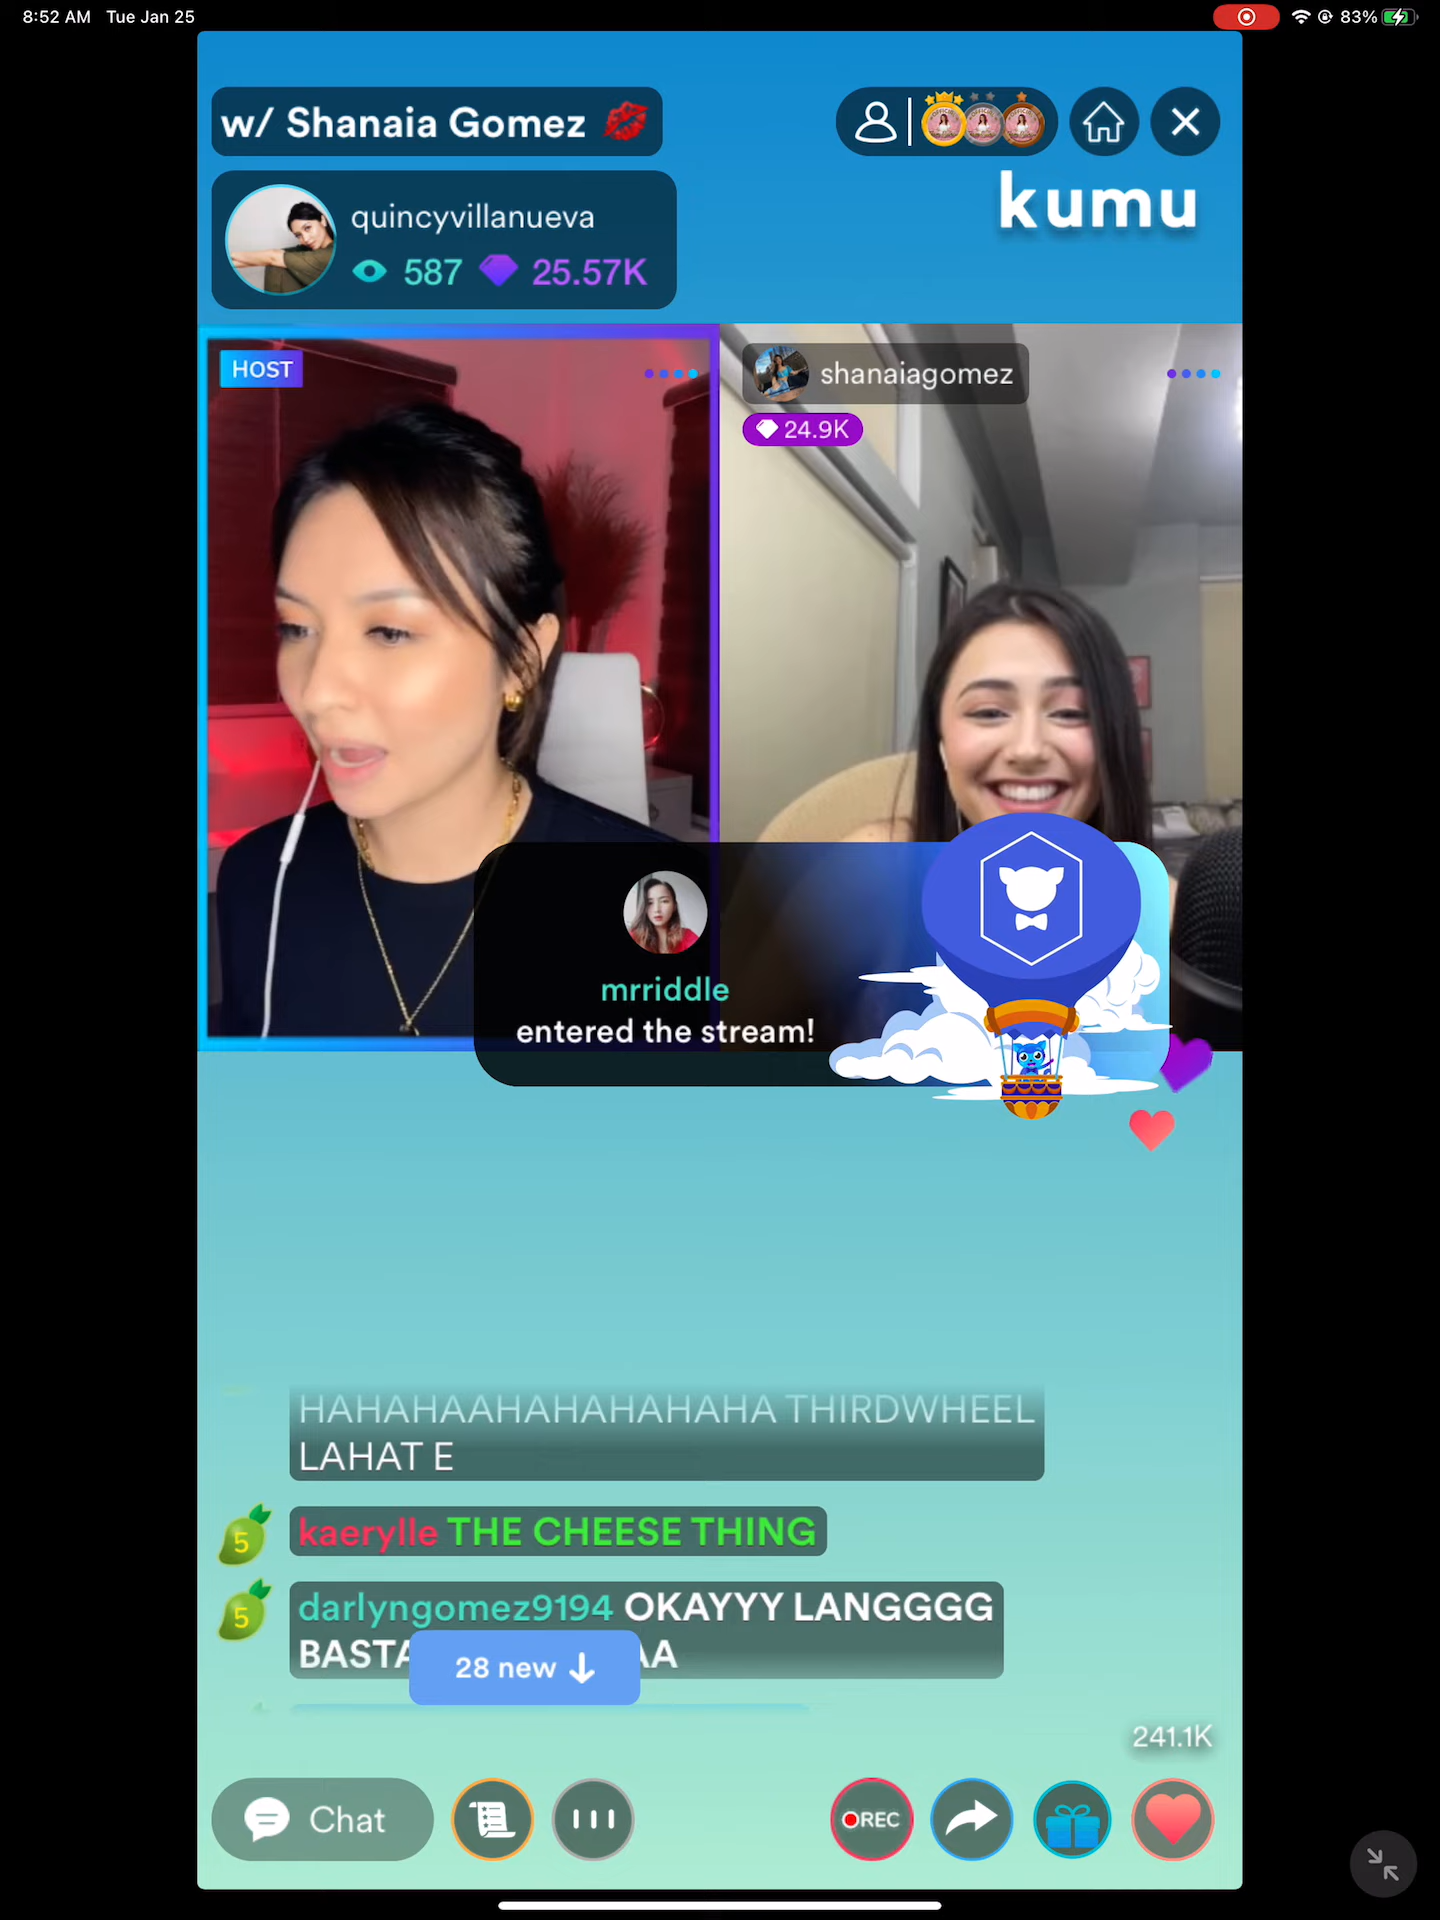 8:52 AM Tue Jan 25
83%
w/ Shanaia Gomez
kumu
quincyvillanueva
587 25.57K
HOST
shanaiagomez
24.9K
mrriddle
entered the stream!
HAHAHAAHAHAHAHAHA THIRDWHEEL
LAHAT E
5 kaerylle THE CHEESE THING
5 darlyngomez9194 OKAYYY LANGGGG
28 new
241.1K
Chat
REC